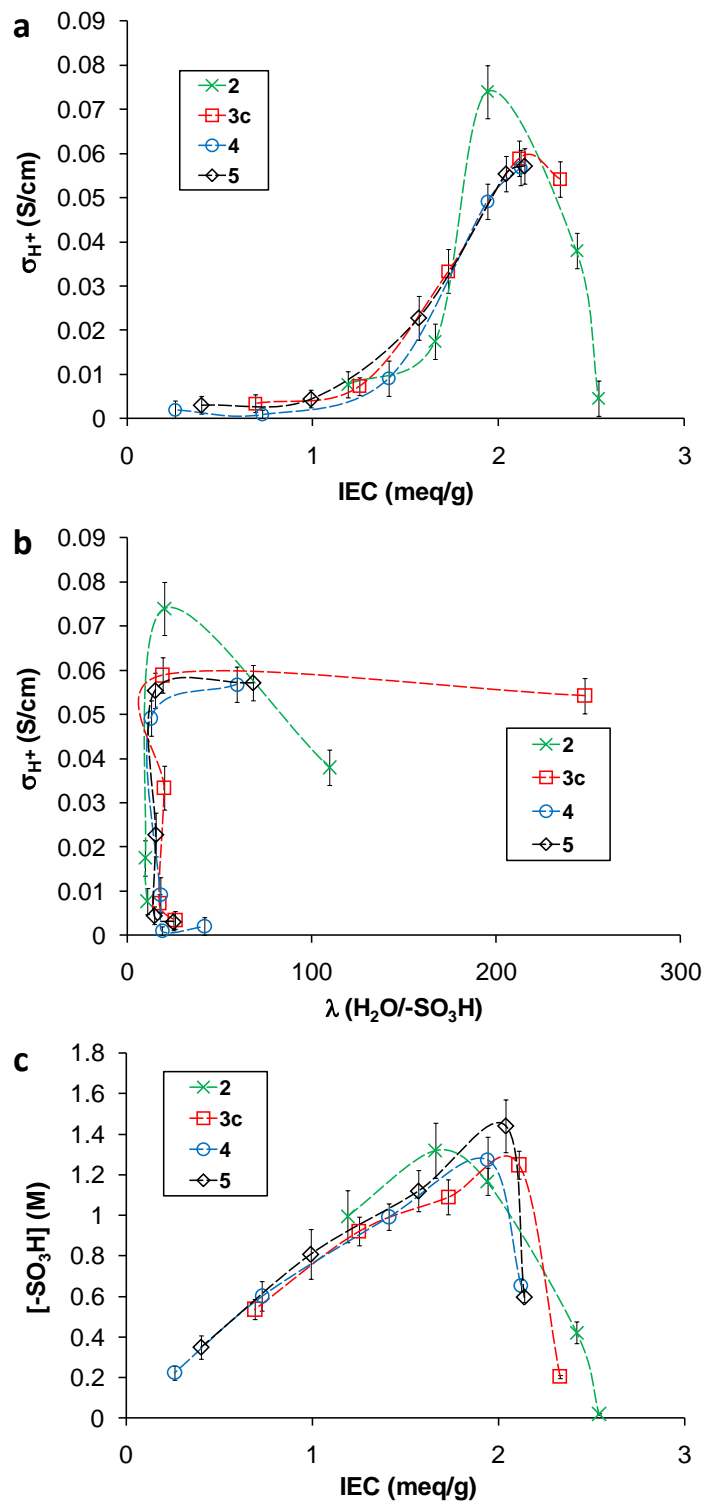 a
0.09
0.08
0.07
0.06
0.05
0.04
0.03
0.02
0.01
0
σH+ (S/cm)
2
3c
4
5
0 1 2 3
IEC (meq/g)
b
0.09
0.08
0.07
0.06
0.05
0.04
0.03
0.02
0.01
0
σH+ (S/cm)
2
3c
4
5
0 100 200 300
λ (H₂O/-SO₃H)
c
1.8
1.6
1.4
1.2
1
0.8
0.6
0.4
0.2
0
[-SO₃H] (M)
2
3c
4
5
0 1 2 3
IEC (meq/g)